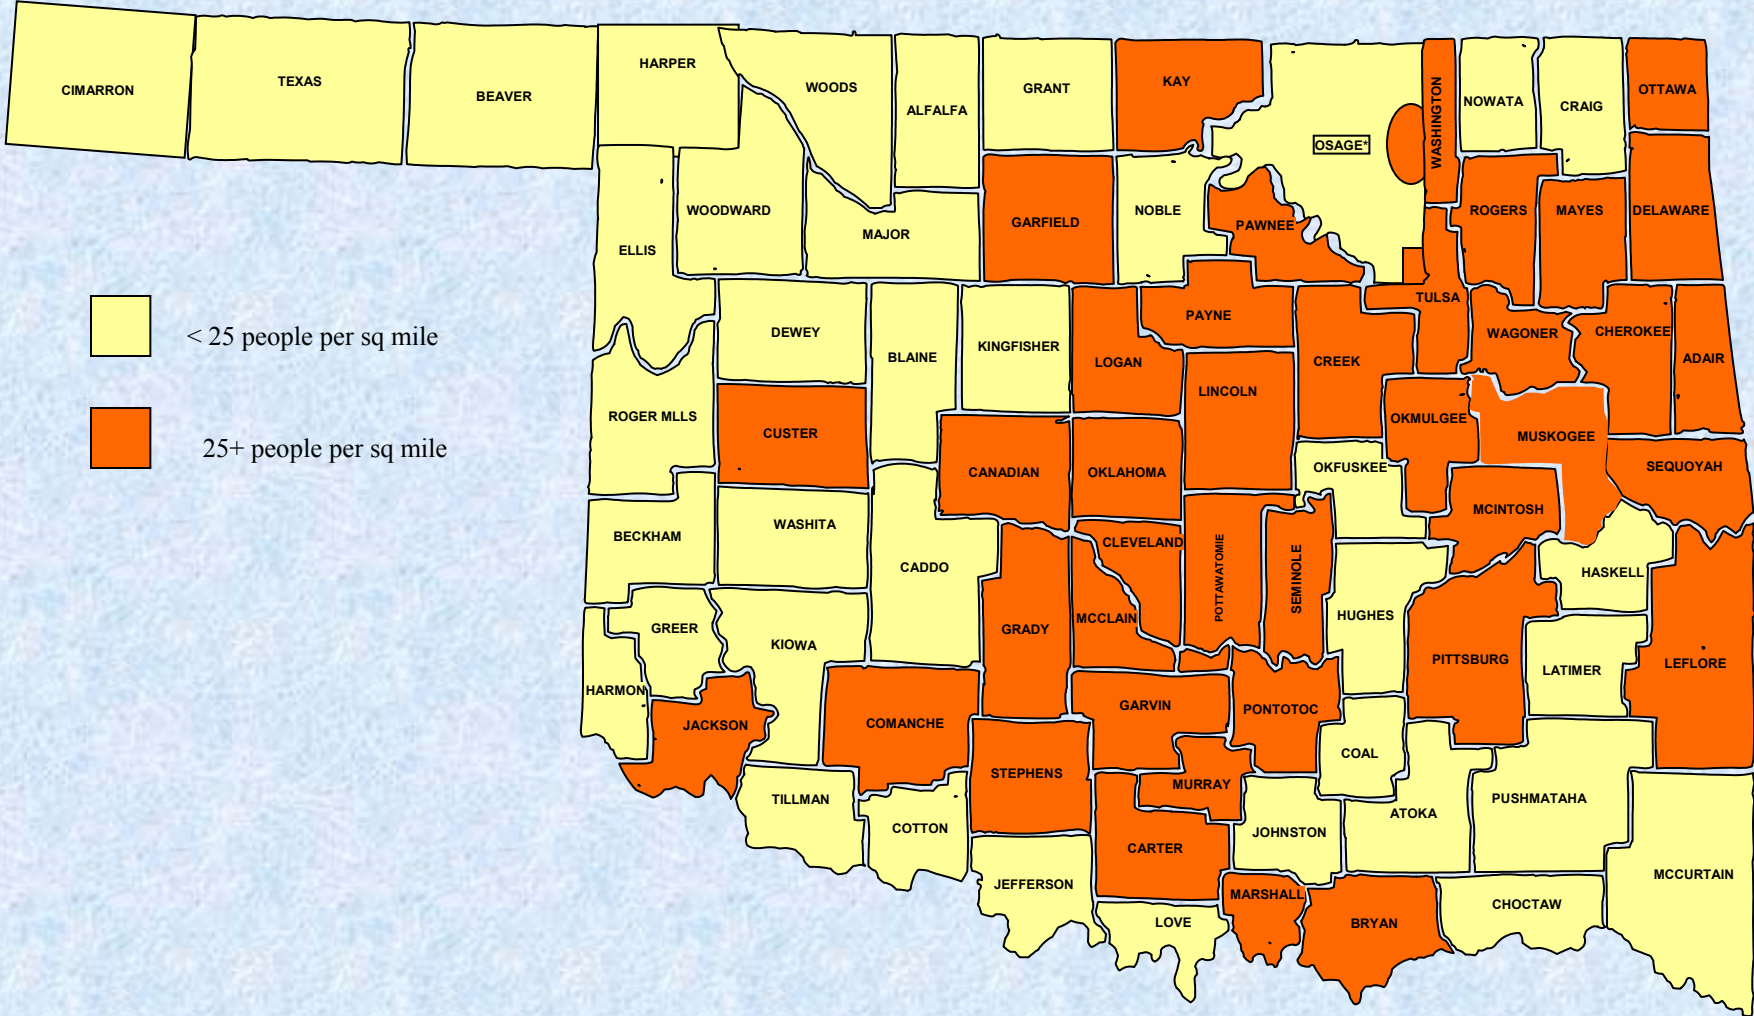 CIMARRON
TEXAS
BEAVER
HARPER
WOODS
ALFALFA
GRANT
KAY
OSAGE*
WASHINGTON
NOWATA
CRAIG
OTTAWA
ELLIS
WOODWARD
MAJOR
GARFIELD
NOBLE
PAWNEE
ROGERS
MAYES
DELAWARE
< 25 people per sq mile
25+ people per sq mile
DEWEY
BLAINE
KINGFISHER
LOGAN
PAYNE
LINCOLN
CREEK
TULSA
WAGONER
CHEROKEE
ADAIR
ROGER MLLS
CUSTER
CANADIAN
OKLAHOMA
OKFUSKEE
OKMULGEE
MUSKOGEE
SEQUOYAH
BECKHAM
WASHITA
CADDO
GRADY
CLEVELAND
MCCLAIN
POTTAWATOMIE
SEMINOLE
HUGHES
MCINTOSH
HASKELL
HARMON
GREER
KIOWA
PITTSBURG
LATIMER
LEFLORE
JACKSON
COMANCHE
STEPHENS
GARVIN
PONTOTOC
MURRAY
COAL
TILLMAN
COTTON
JEFFERSON
CARTER
JOHNSTON
ATOKA
PUSHMATAHA
LOVE
MARSHALL
BRYAN
CHOCTAW
MCCURTAIN